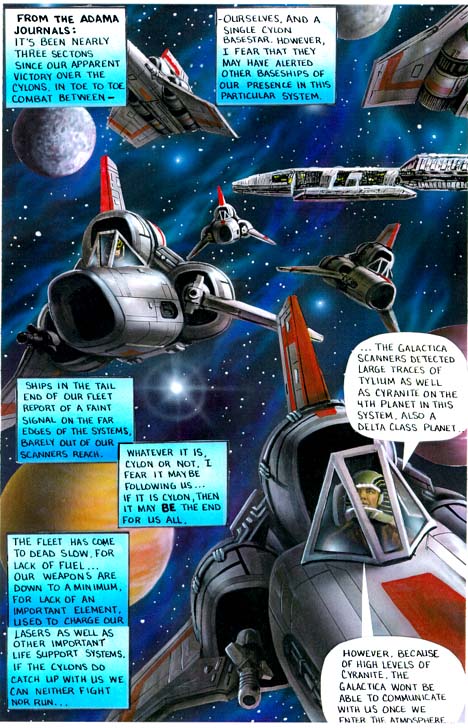 FROM THE ADAMA
JOURNALS:
IT'S BEEN NEARLY
THREE SECTONS
SINCE OUR APPARENT
VICTORY OVER THE
CYLONS, IN TOE TO TOE
COMBAT BETWEEN-
-OURSELVES, AND A
SINGLE CYLON
BASESTAR. HOWEVER,
I FEAR THAT THEY
MAY HAVE ALERTED
OTHER BASESHIPS OF
OUR PRESENCE IN THIS
PARTICULAR SYSTEM.
... THE GALACTICA
SCANNERS DETECTED
LARGE TRACES OF
TYLIUM AS WELL
AS CYRANITE ON THE
4TH PLANET IN THIS
SYSTEM, ALSO A
DELTA CLASS PLANET...
SHIPS IN THE TAIL
END OF OUR FLEET
REPORT OF A FAINT
SIGNAL ON THE FAR
EDGES OF THE SYSTEMS,
BARELY OUT OF OUR
SCANNERS REACH.
WHATEVER IT IS,
CYLON OR NOT, I
FEAR IT MAYBE
FOLLOWING US...
IF IT IS CYLON, THEN
IT MAY BE THE END
FOR US ALL.
THE FLEET HAS COME
TO DEAD SLOW, FOR
LACK OF FUEL...
OUR WEAPONS ARE
DOWN TO A MINIMUM,
FOR LACK OF AN
IMPORTANT ELEMENT,
USED TO CHARGE OUR
LASERS AS WELL AS
OTHER IMPORTANT
LIFE SUPPORT SYSTEMS.
IF THE CYLONS DO
CATCH UP WITH US WE
CAN NEITHER FIGHT
NOR RUN...
HOWEVER, BECAUSE
OF HIGH LEVELS OF
CYRANITE, THE
GALACTICA WONT BE
ABLE TO COMMUNICATE
WITH US ONCE WE
ENTER THE ATMOSPHERE